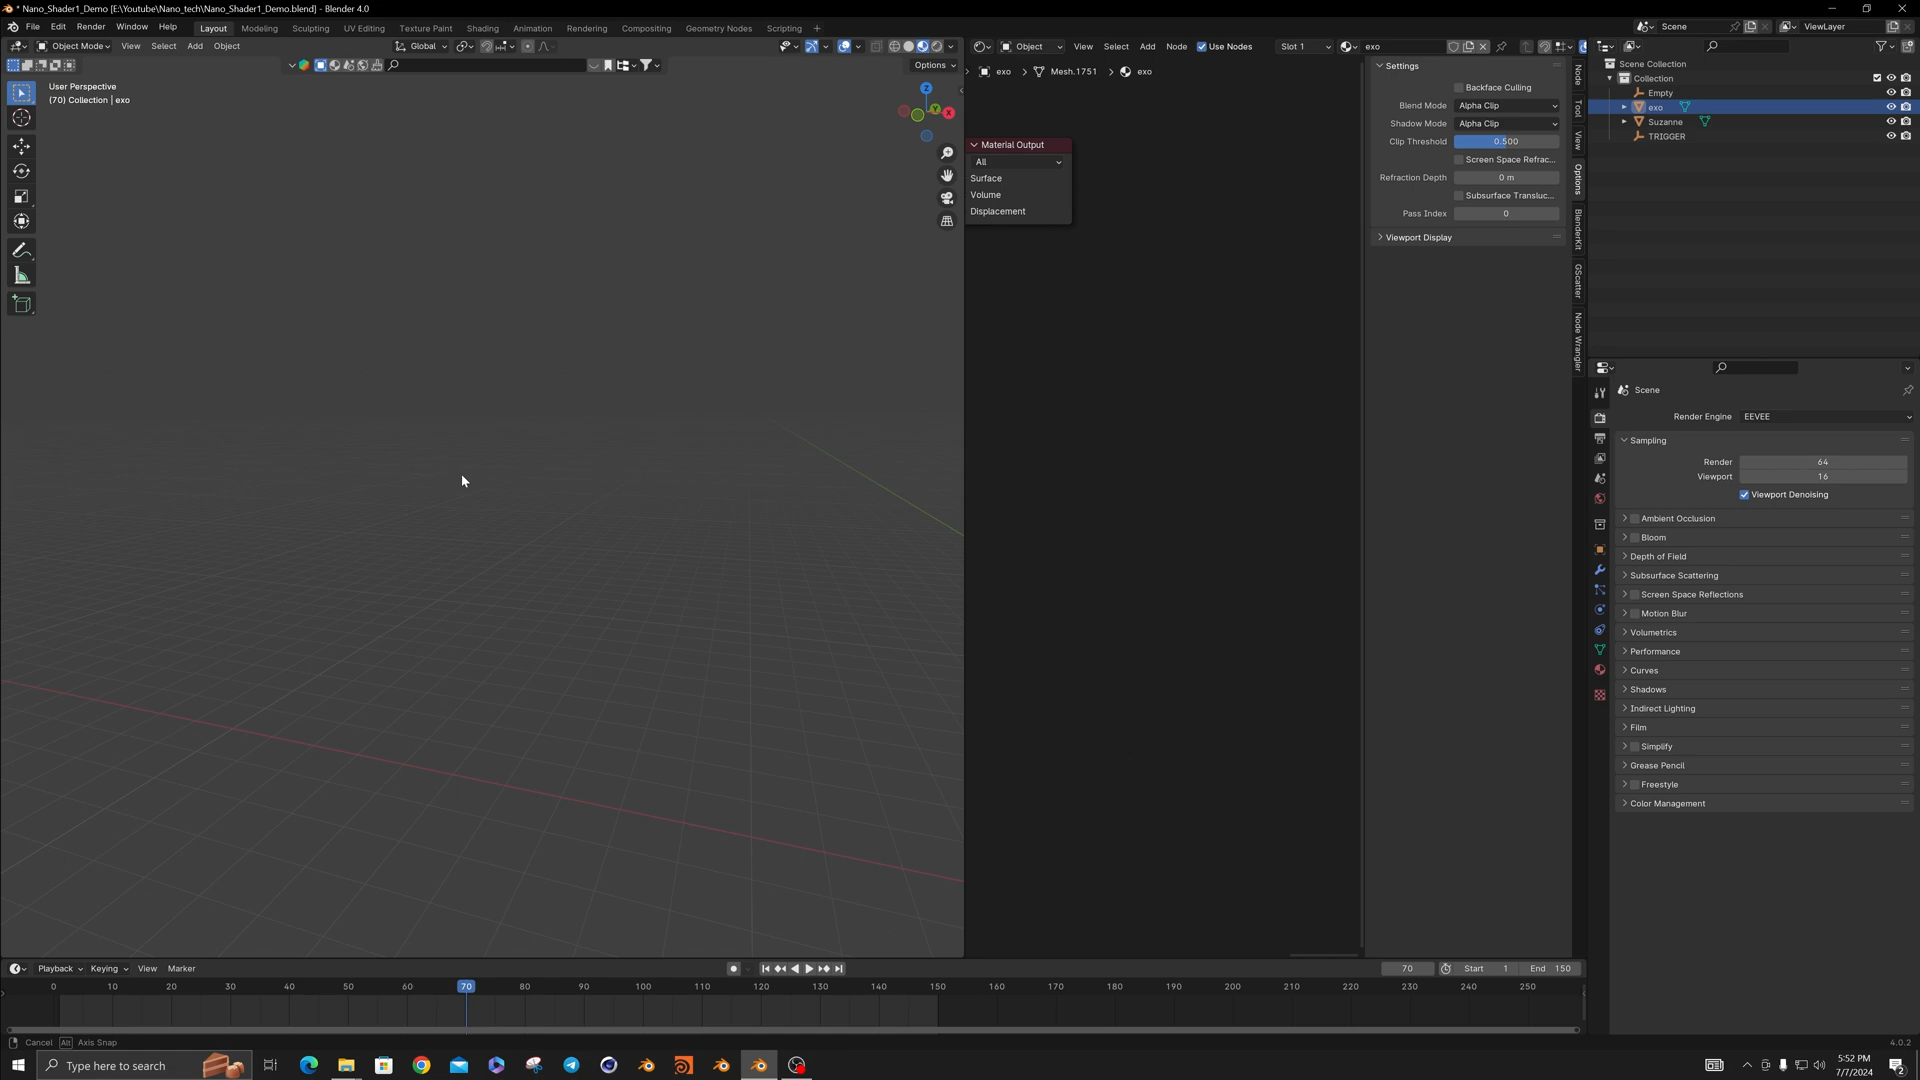 * Nano_Shader1_Demo [E:\Youtube\Nano_tech\Nano_Shader1_Demo.blend] - Blender 4.0
File Edit Render Window Help Layout Modeling Sculpting UV Editing Texture Paint Shading Animation Rendering Compositing Geometry Nodes Scripting + Scene ViewLayer
Object Mode View Select Add Object Global Object View Select Add Node Use Nodes Slot 1 exo
Options
User Perspective
(70) Collection | exo
Z
Y
X
exo > Mesh.1751 > exo
Material Output
All
Surface
Volume
Displacement
Settings
Backface Culling
Blend Mode Alpha Clip
Shadow Mode Alpha Clip
Clip Threshold 0.500
Screen Space Refrac...
Refraction Depth 0 m
Subsurface Transluc...
Pass Index 0
Viewport Display
Node
Tool
View
Options
BlenderKit
GScatter
Node Wrangler
Scene Collection
Collection
Empty
exo
Suzanne
TRIGGER
Scene
Render Engine EEVEE
Sampling
Render 64
Viewport 16
Viewport Denoising
Ambient Occlusion
Bloom
Depth of Field
Subsurface Scattering
Screen Space Reflections
Motion Blur
Volumetrics
Performance
Curves
Shadows
Indirect Lighting
Film
Simplify
Grease Pencil
Freestyle
Color Management
Playback Keying View Marker 70 Start 1 End 150
0 10 20 30 40 50 60 70 80 90 100 110 120 130 140 150 160 170 180 190 200 210 220 230 240 250
Cancel Alt Axis Snap 4.0.2
Type here to search
5:52 PM
7/7/2024
2